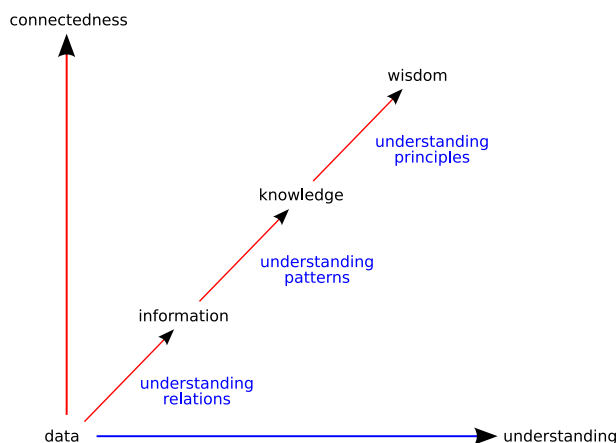 connectedness
wisdom
understanding
principles
knowledge
understanding
patterns
information
understanding
relations
data
understanding